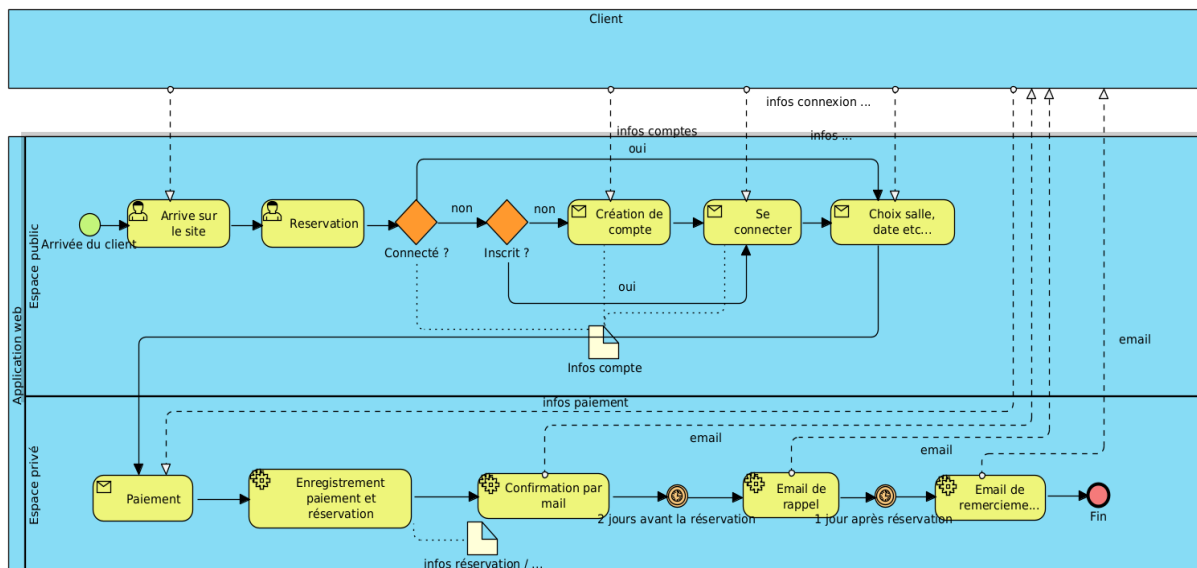 Client
infos connexion ...
infos comptes
infos ...
oui
Application web
Espace public
Arrivée du client
Arrive sur
le site
Reservation
non
Connecté ?
non
Inscrit ?
Création de
compte
Se
connecter
Choix salle,
date etc...
oui
Infos compte
email
Espace privé
infos paiement
email
email
Paiement
Enregistrement
paiement et
réservation
Confirmation par
mail
2 jours avant la réservation
Email de
rappel
1 jour après réservation
Email de
remercieme...
Fin
infos réservation / ...